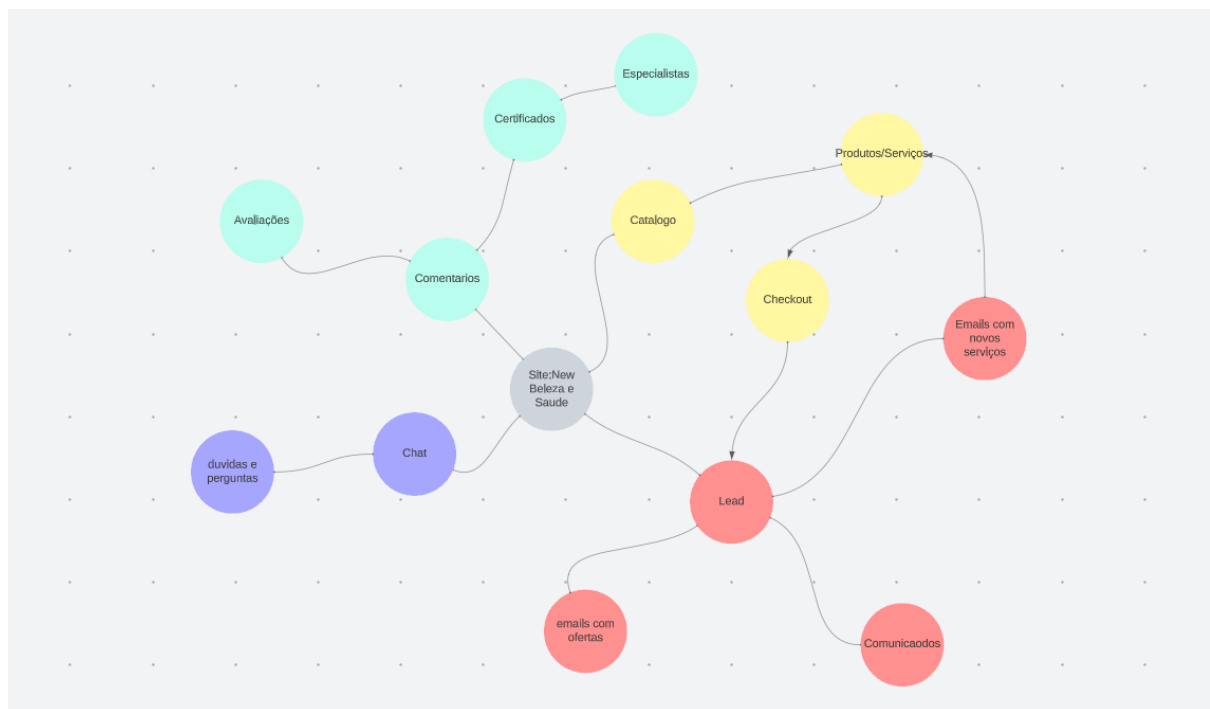 Especialistas
Certificados
Produtos/Serviços
Avaliações
Catalogo
Comentarios
Checkout
Emails com
novos
serviços
Site;New
Beleza e
Saude
Chat
duvidas e
perguntas
Lead
emails com
ofertas
Comunicaodos